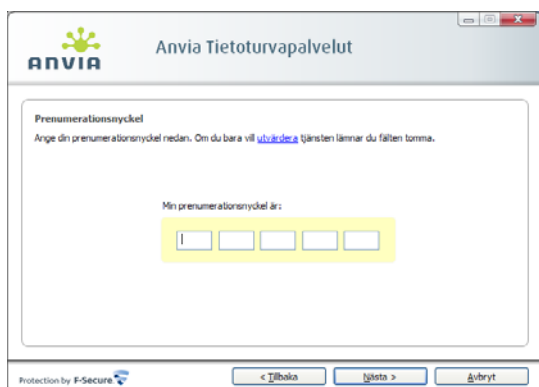 ANVIA
Anvia Tietoturvapalvelut
Prenumerationsnyckel
Ange din prenumerationsnyckel nedan. Om du bara vill utvärdera tjänsten lämnar du fälten tomma.
Min prenumerationsnyckel är:
Protection by F-Secure
< Tillbaka
Nästa >
Avbryt